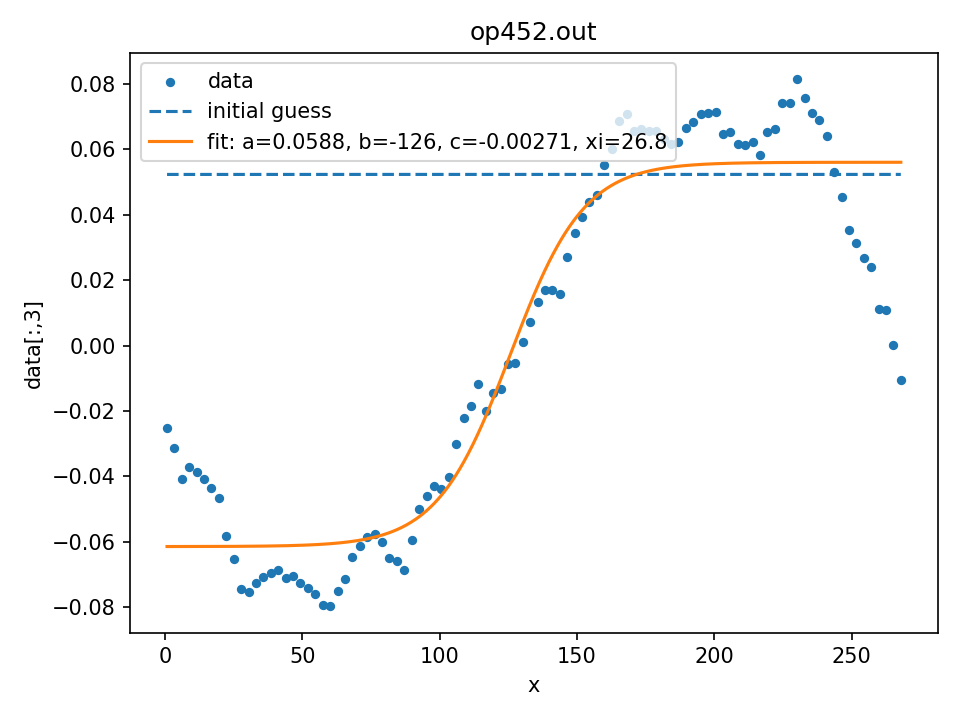 op452.out
data
initial guess
fit: a=0.0588, b=-126, c=-0.00271, xi=26.8
0.08
0.06
0.04
0.02
0.00
−0.02
−0.04
−0.06
−0.08
data[:,3]
0 50 100 150 200 250
x